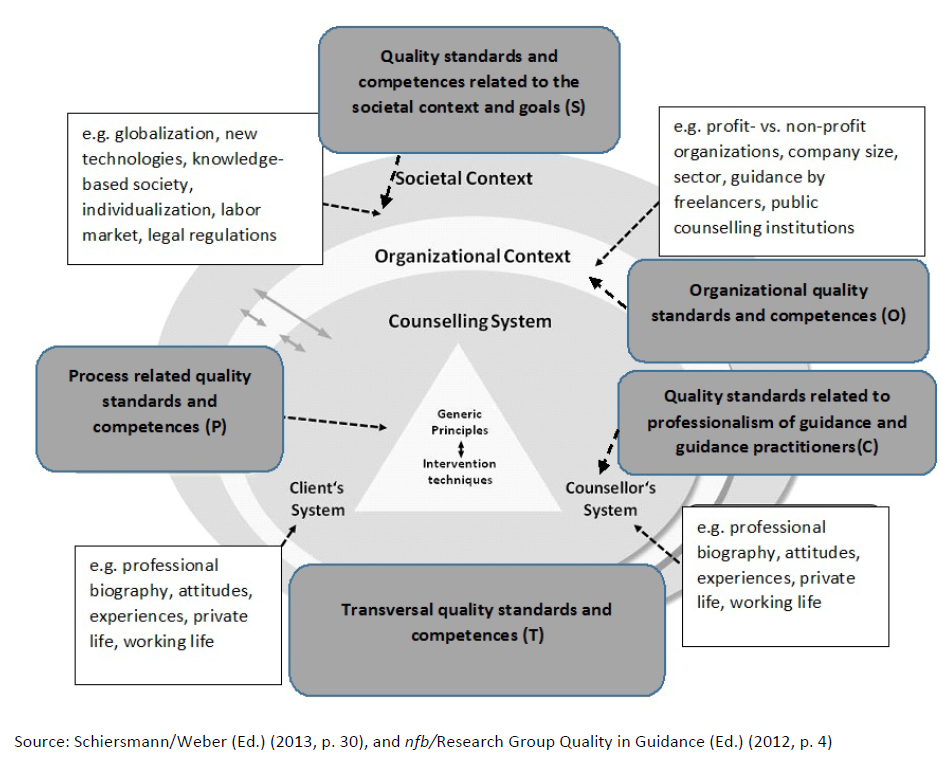 Quality standards and
competences related to the
societal context and goals (S)
e.g. globalization, new
technologies, knowledge-
based society,
individualization, labor
market, legal regulations
e.g. profit- vs. non-profit
organizations, company size,
sector, guidance by
freelancers, public
counselling institutions
Societal Context
Organizational Context
Organizational quality
standards and competences (O)
Counselling System
Process related quality
standards and
competences (P)
Quality standards related to
professionalism of guidance and
guidance practitioners(C)
Generic
Principles
Intervention
techniques
Client‘s
System
Counsellor‘s
System
e.g. professional
biography, attitudes,
experiences, private
life, working life
e.g. professional
biography, attitudes,
experiences, private
life, working life
Transversal quality standards and
competences (T)
Source: Schiersmann/Weber (Ed.) (2013, p. 30), and nfb/Research Group Quality in Guidance (Ed.) (2012, p. 4)